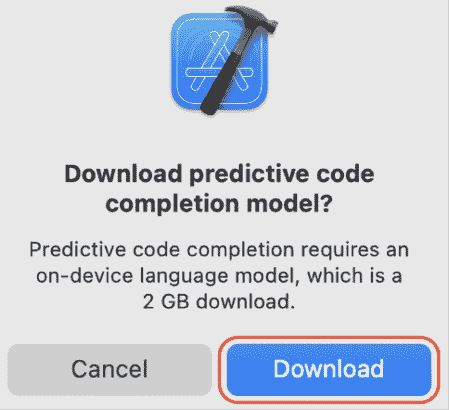 Download predictive code
completion model?
Predictive code completion requires an
on-device language model, which is a
2 GB download.
Cancel
Download